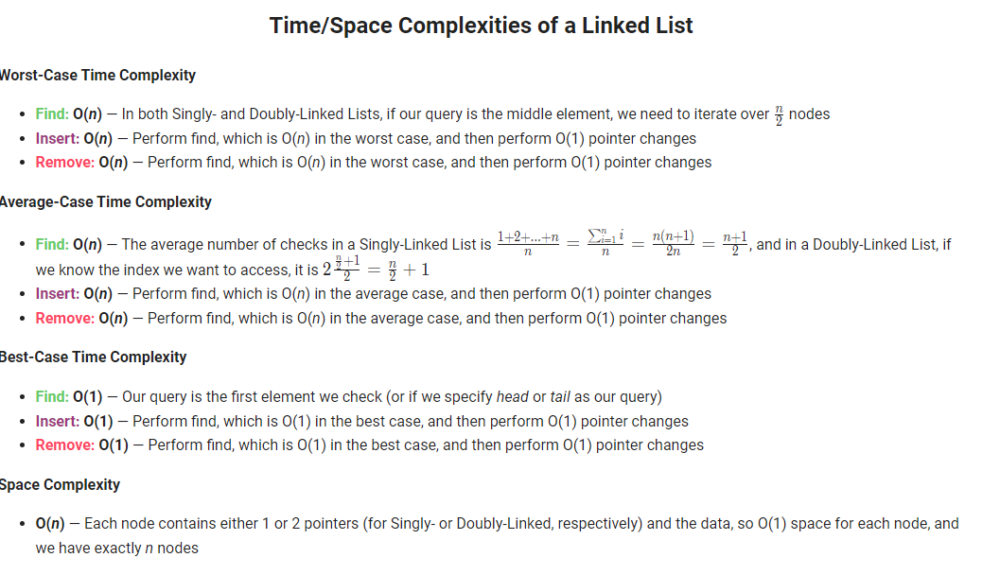 Time/Space Complexities of a Linked List
Worst-Case Time Complexity
• Find: O(n) — In both Singly- and Doubly-Linked Lists, if our query is the middle element, we need to iterate over n/2 nodes
• Insert: O(n) — Perform find, which is O(n) in the worst case, and then perform O(1) pointer changes
• Remove: O(n) — Perform find, which is O(n) in the worst case, and then perform O(1) pointer changes
Average-Case Time Complexity
• Find: O(n) — The average number of checks in a Singly-Linked List is (1+2+...+n)/n = (∑_{i=1}^{n} i)/n = n(n+1)/2n = (n+1)/2, and in a Doubly-Linked List, if
we know the index we want to access, it is 2 (n/2+1)/2 = n/2 + 1
• Insert: O(n) — Perform find, which is O(n) in the average case, and then perform O(1) pointer changes
• Remove: O(n) — Perform find, which is O(n) in the average case, and then perform O(1) pointer changes
Best-Case Time Complexity
• Find: O(1) — Our query is the first element we check (or if we specify head or tail as our query)
• Insert: O(1) — Perform find, which is O(1) in the best case, and then perform O(1) pointer changes
• Remove: O(1) — Perform find, which is O(1) in the best case, and then perform O(1) pointer changes
Space Complexity
• O(n) — Each node contains either 1 or 2 pointers (for Singly- or Doubly-Linked, respectively) and the data, so O(1) space for each node, and
we have exactly n nodes